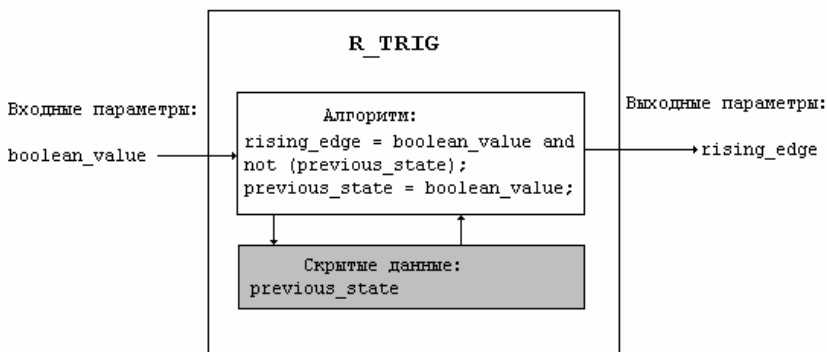 R_TRIG
Входные параметры:
boolean_value
Алгоритм:
rising_edge = boolean_value and
not (previous_state);
previous_state = boolean_value;
Скрытые данные:
previous_state
Выходные параметры:
rising_edge